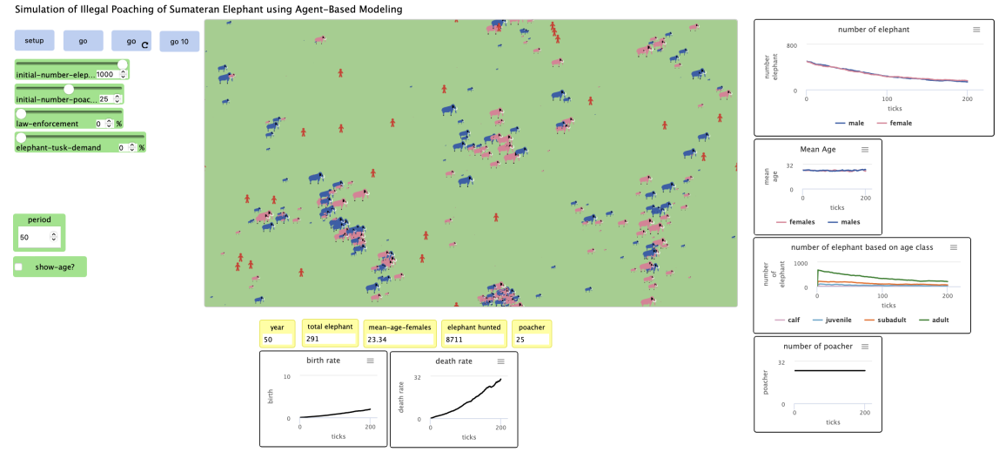 Simulation of Illegal Poaching of Sumateran Elephant using Agent-Based Modeling
setup
go
go
go 10
initial-number-elep... 1000
initial-number-poac... 25
law-enforcement 0 %
elephant-tusk-demand 0 %
period
50
show-age?
year
50
total elephant
291
mean-age-females
23.34
elephant hunted
8711
poacher
25
birth rate
birth
10
0
0
200
ticks
death rate
death rate
32
0
0
200
ticks
number of elephant
number
elephant
800
0
0
100
200
ticks
male
female
Mean Age
mean
age
32
0
0
200
ticks
females
males
number of elephant based on age class
number
of
elephant
1000
0
0
100
200
ticks
calf
juvenile
subadult
adult
number of poacher
poacher
32
0
0
200
ticks